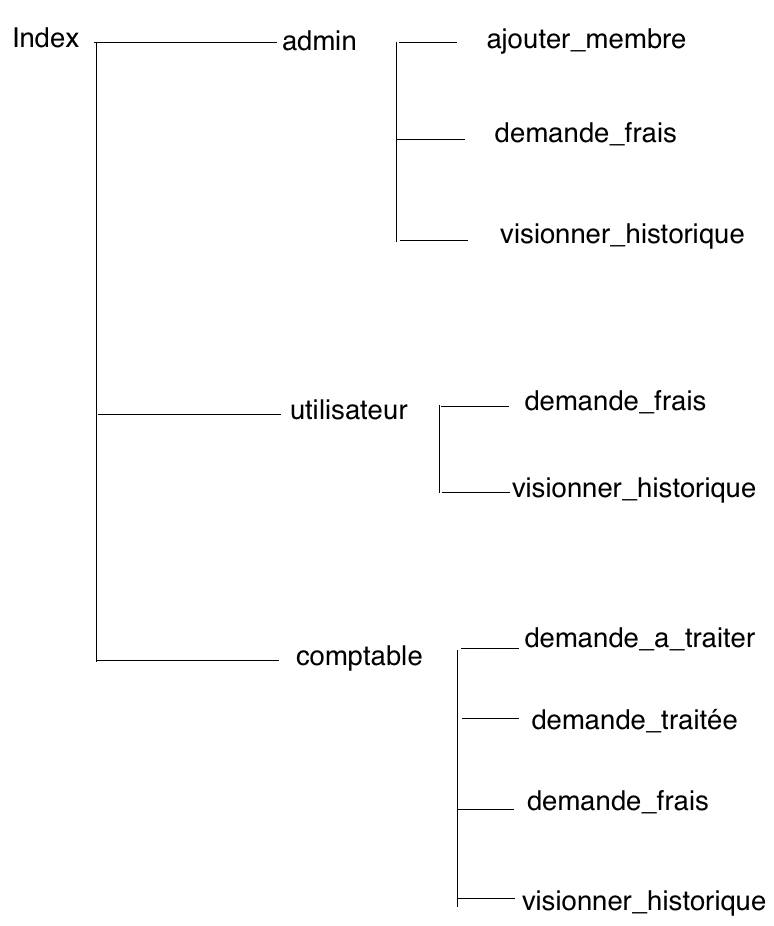 Index
admin
ajouter_membre
demande_frais
visionner_historique
utilisateur
demande_frais
visionner_historique
comptable
demande_a_traiter
demande_traitée
demande_frais
visionner_historique